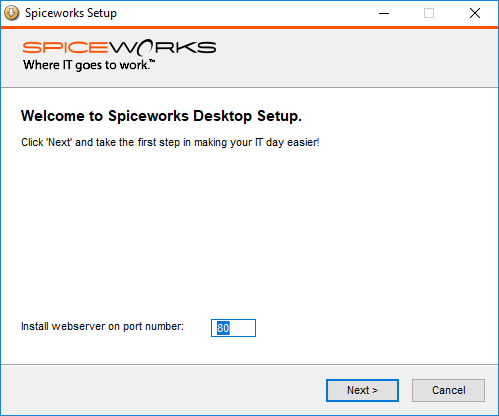 Spiceworks Setup
SPICEWORKS
Where IT goes to work.™
Welcome to Spiceworks Desktop Setup.
Click 'Next' and take the first step in making your IT day easier!
Install webserver on port number: 80
Next > Cancel